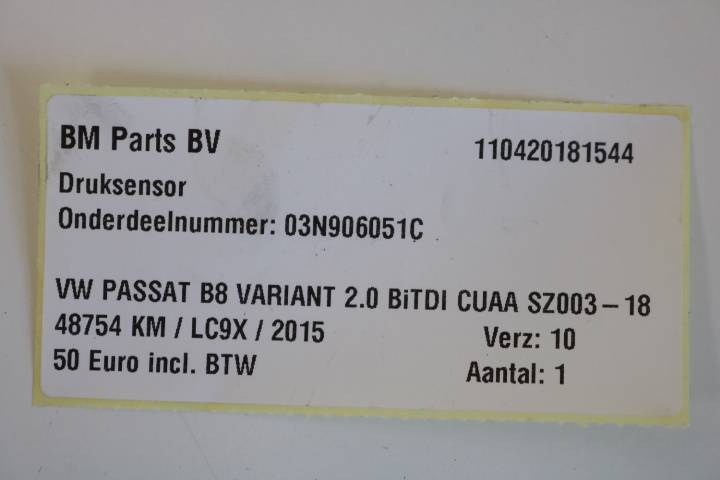 BM Parts BV 110420181544
Druksensor
Onderdeelnummer: 03N906051C
VW PASSAT B8 VARIANT 2.0 BiTDI CUAA SZ003-18
48754 KM / LC9X / 2015 Verz: 10
50 Euro incl. BTW Aantal: 1